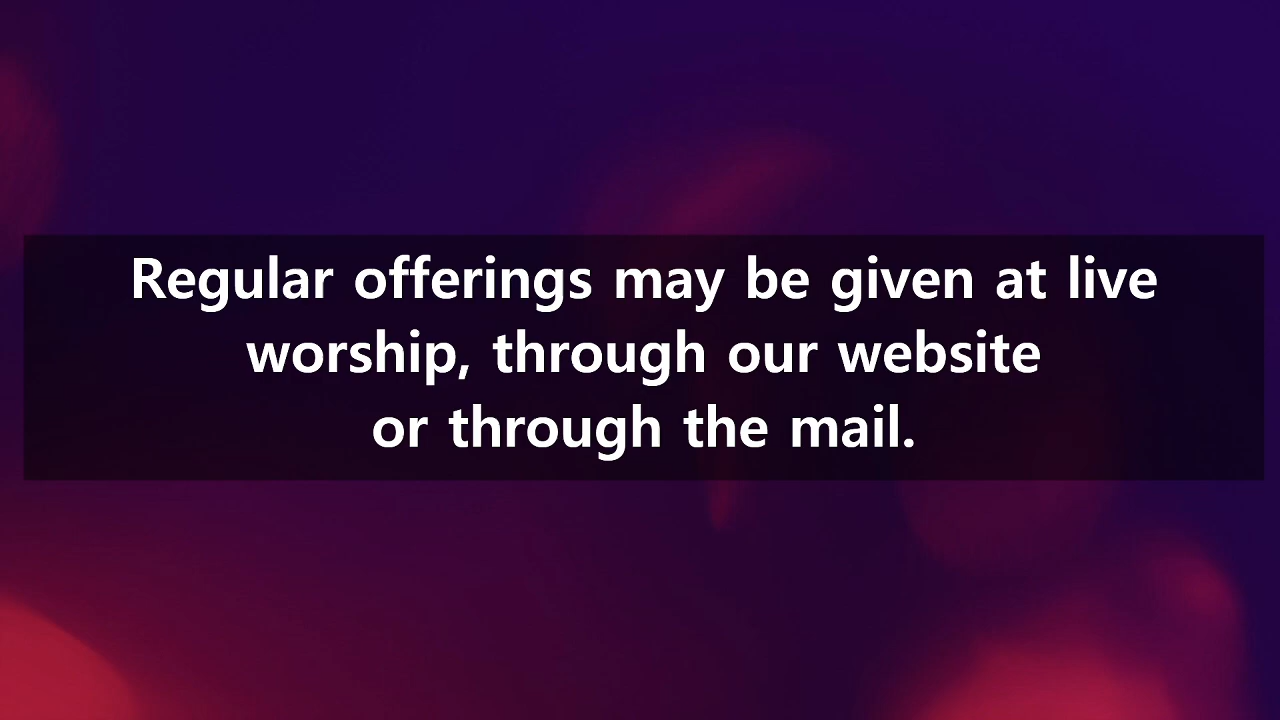 Regular offerings may be given at live
worship, through our website
or through the mail.